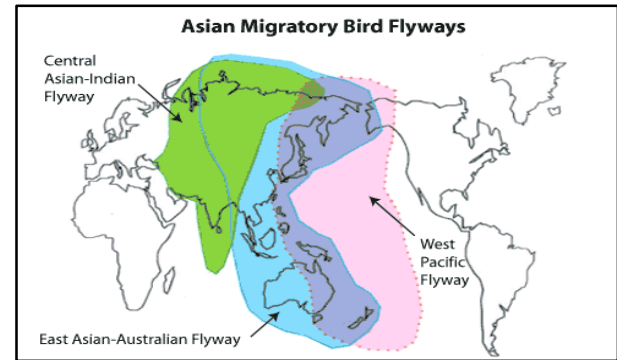 Asian Migratory Bird Flyways
Central
Asian-Indian
Flyway
West
Pacific
Flyway
East Asian-Australian Flyway